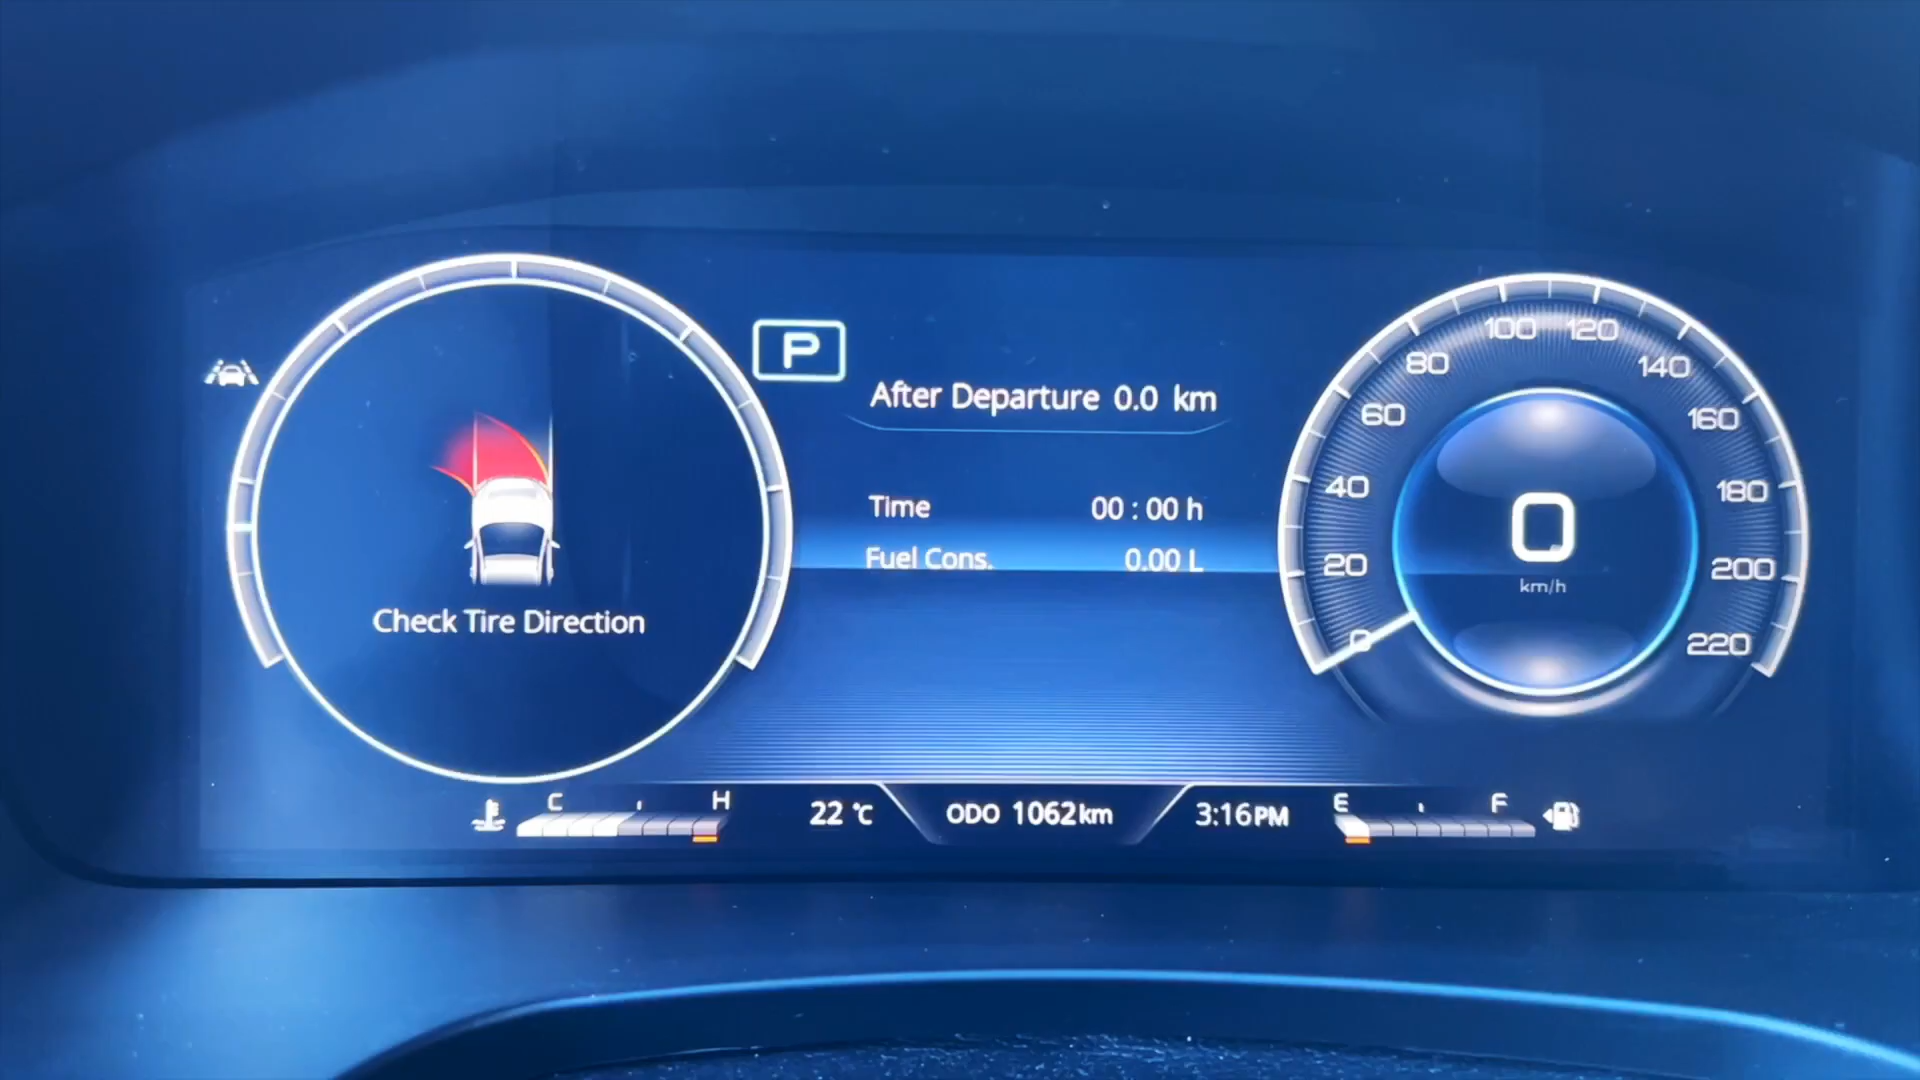 P
After Departure 0.0 km
Time 00 : 00 h
Fuel Cons. 0.00 L
Check Tire Direction
0
20
40
60
80
100
120
140
160
180
200
220
0
km/h
C H
22 °C
ODO 1062km
3:16PM
E F